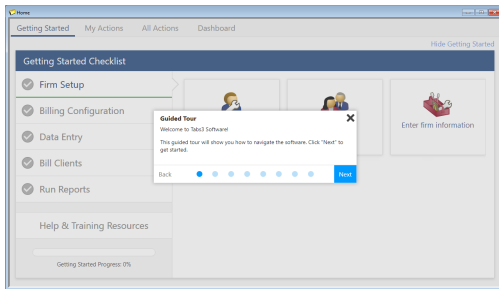 Home
Getting Started My Actions All Actions Dashboard
Hide Getting Started
Getting Started Checklist
Firm Setup
Billing Configuration
Data Entry
Bill Clients
Run Reports
Help & Training Resources
Getting Started Progress: 0%
Enter firm information
Guided Tour
Welcome to Tabs3 Software!
This guided tour will show you how to navigate the software. Click "Next" to
get started.
Back Next